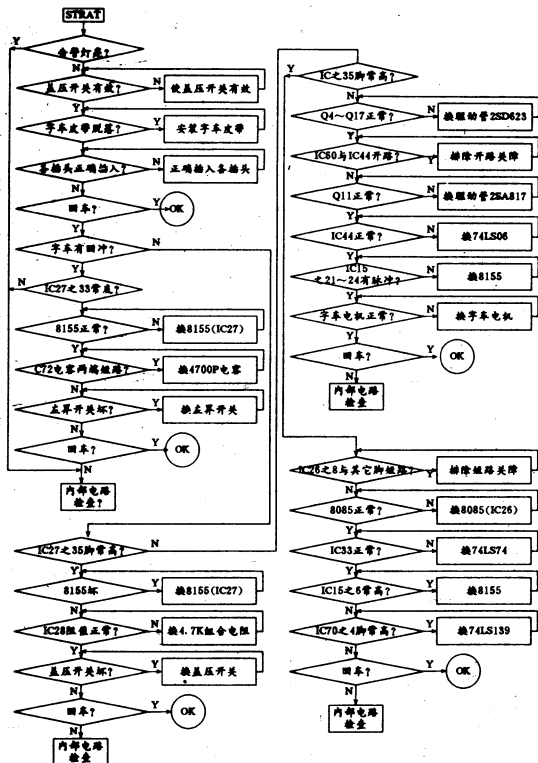 STRAT
告警灯亮?
Y
N
盖压开关有效?
N
使盖压开关有效
Y
字车皮带脱落?
Y
安装字车皮带
N
各插头正确插入?
N
正确插入各插头
Y
回车?
Y
OK
N
字车有回冲?
N
Y
IC27之33常底?
N
Y
8155正常?
N
换8155(IC27)
Y
C72电容两端短路?
Y
换4700P电容
N
左界开关坏?
Y
换左界开关
N
回车?
Y
OK
N
内部电路
检查?
IC27之35脚常高?
N
Y
8155坏
Y
换8155(IC27)
N
IC28阻值正常?
N
换4.7K组合电阻
Y
盖压开关坏?
Y
换盖压开关
N
回车?
Y
OK
N
内部电路
检查
IC之35脚常高?
Y
N
Q4～Q17正常?
N
换驱动管2SD623
Y
IC50与IC44开路?
Y
排除开路关障
N
Q11正常?
N
换驱动管2SA817
Y
IC44正常?
N
换74LS06
Y
IC15
之21～24有脉冲?
N
换8155
Y
字车电机正常?
N
换字车电机
Y
回车?
Y
OK
N
内部电路
检查
IC26之8与其它脚短路?
Y
排除短路关障
N
8085正常?
N
换8085(IC26)
Y
IC33正常?
N
换74LS74
Y
IC15之6常高?
Y
换8155
N
IC70之4脚常高?
Y
换74LS139
N
回车?
Y
OK
N
内部电路
检查